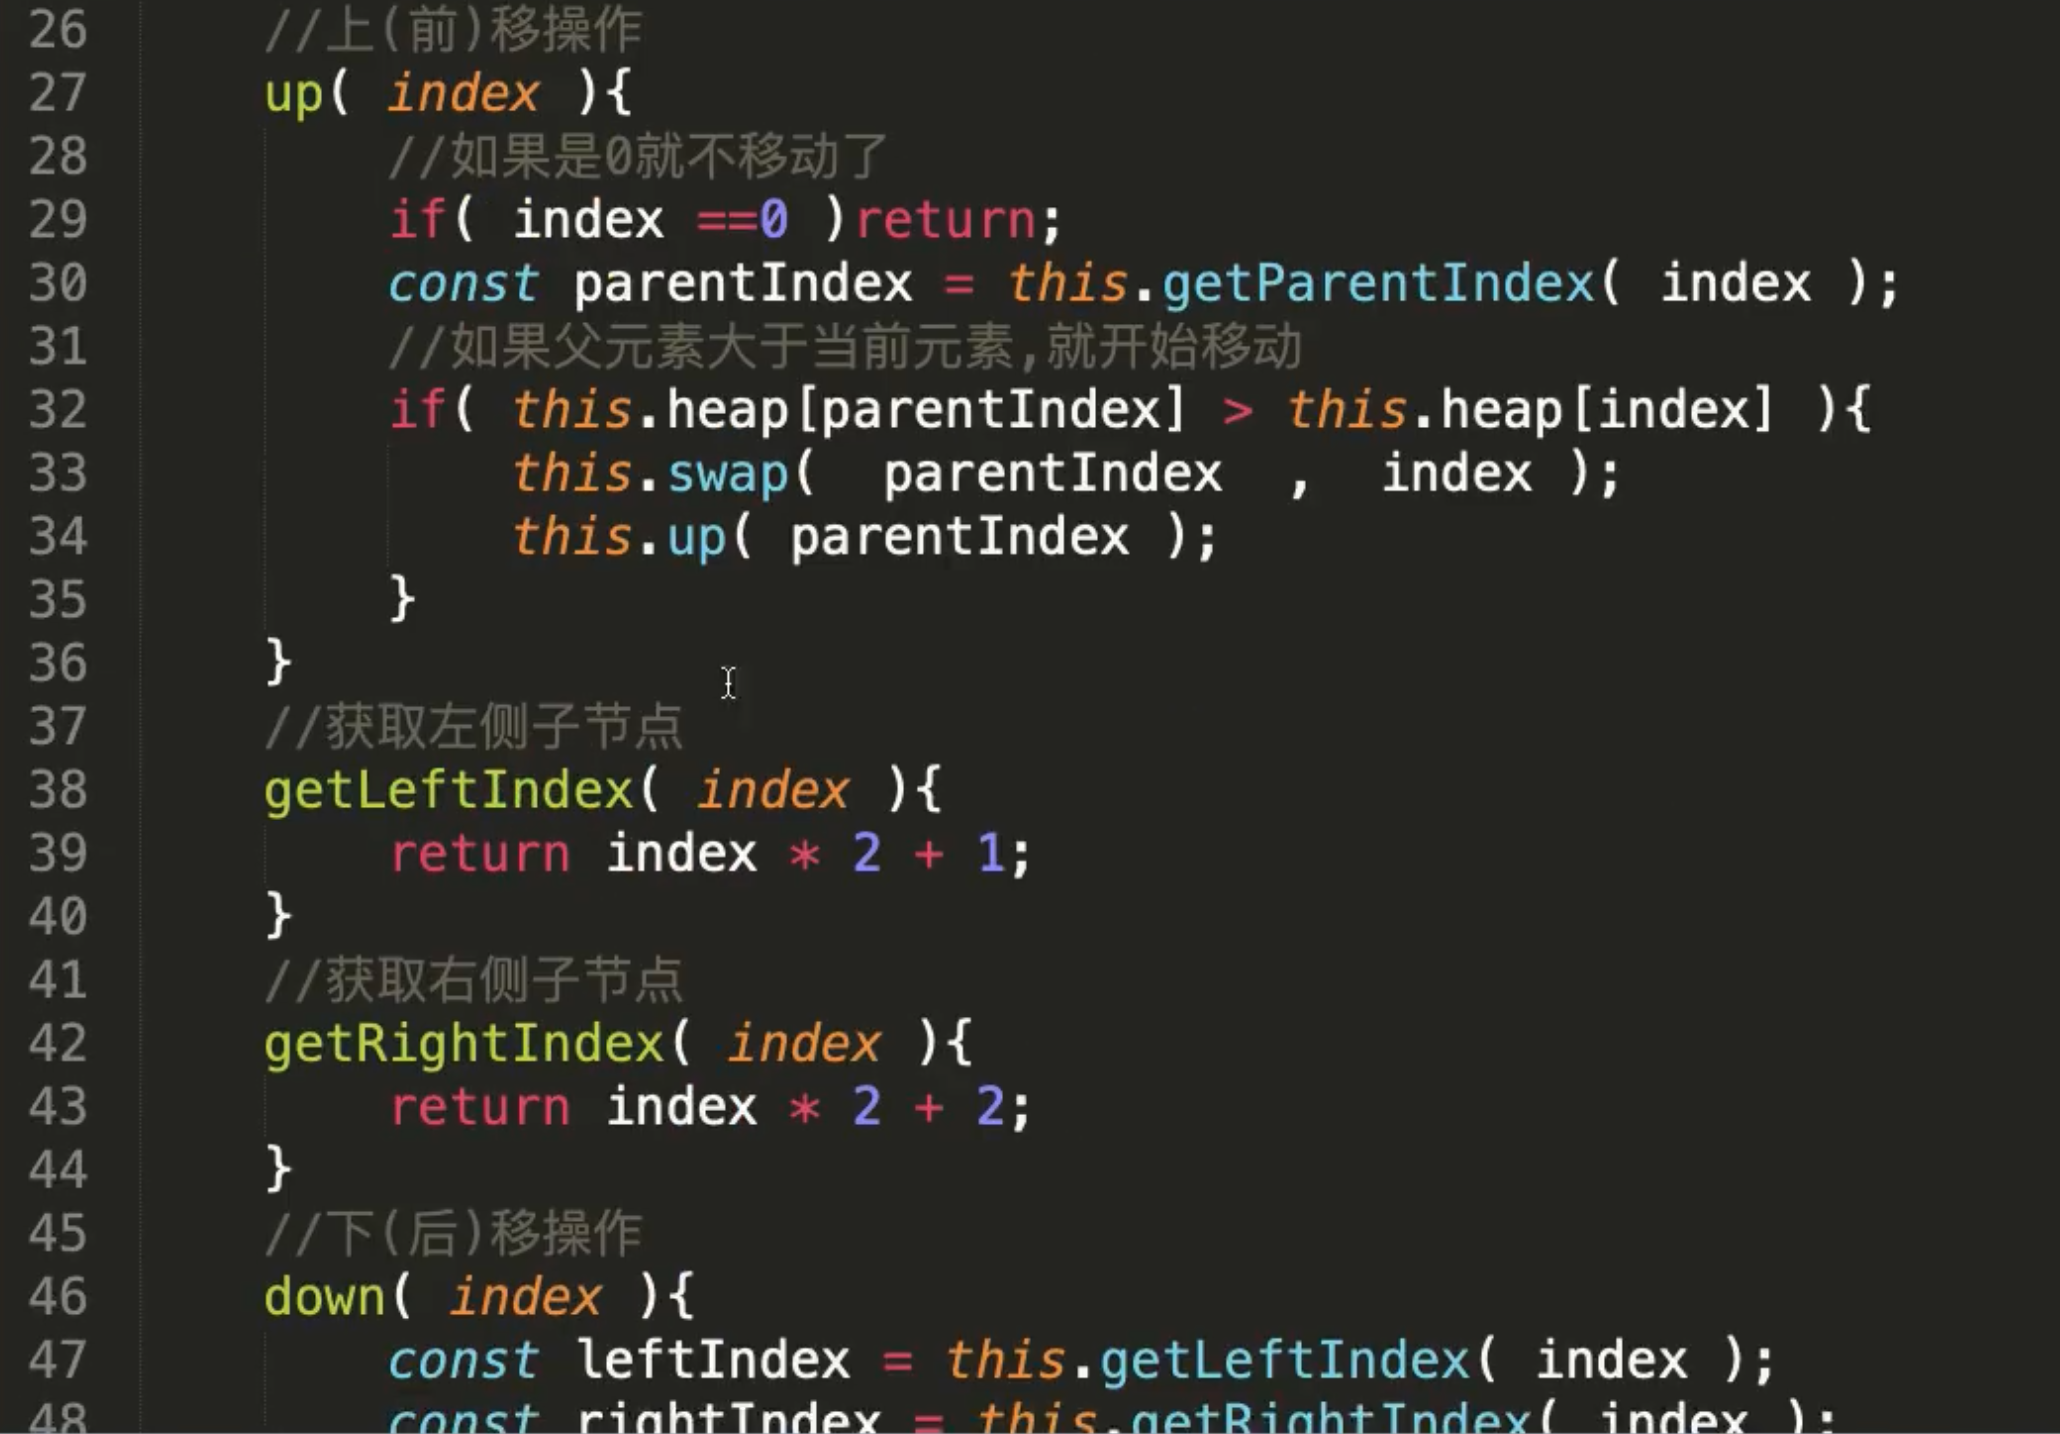 26 //上(前)移操作
27 up( index ){
28 //如果是0就不移动了
29 if( index ==0 )return;
30 const parentIndex = this.getParentIndex( index );
31 //如果父元素大于当前元素,就开始移动
32 if( this.heap[parentIndex] > this.heap[index] ){
33 this.swap(  parentIndex  ,  index );
34 this.up( parentIndex );
35 }
36 }
37 //获取左侧子节点
38 getLeftIndex( index ){
39 return index * 2 + 1;
40 }
41 //获取右侧子节点
42 getRightIndex( index ){
43 return index * 2 + 2;
44 }
45 //下(后)移操作
46 down( index ){
47 const leftIndex = this.getLeftIndex( index );
48 const rightIndex = this.getRightIndex( index );